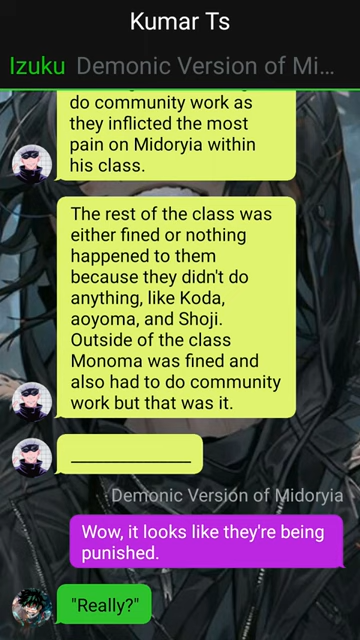 Kumar Ts
Izuku Demonic Version of Mi...
do community work as
they inflicted the most
pain on Midoryia within
his class.
The rest of the class was
either fined or nothing
happened to them
because they didn't do
anything, like Koda,
aoyoma, and Shoji.
Outside of the class
Monoma was fined and
also had to do community
work but that was it.
_______________
Demonic Version of Midoryia
Wow, it looks like they're being
punished.
"Really?"